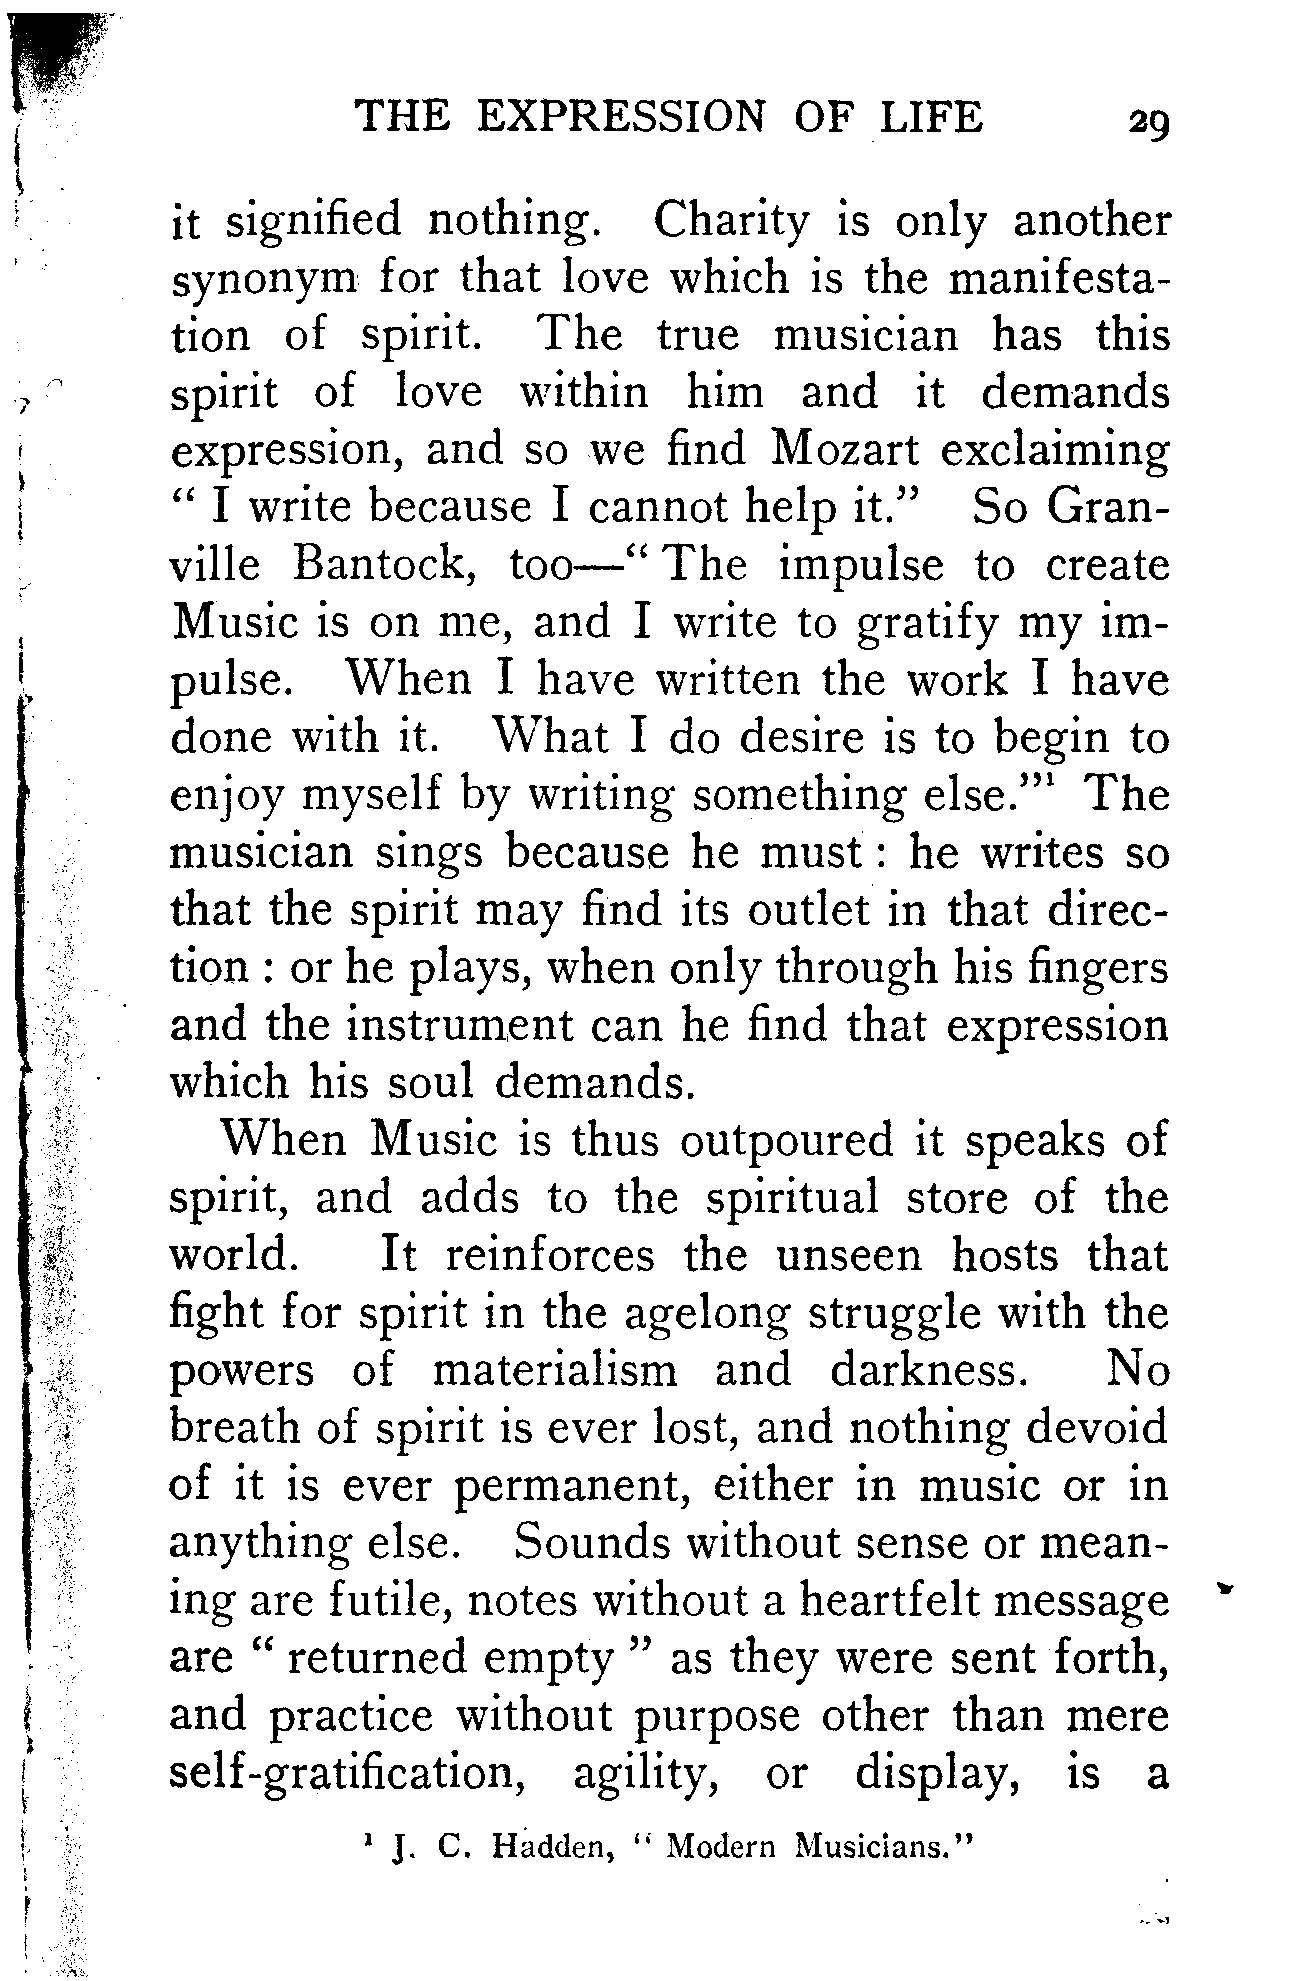 THE EXPRESSION OF LIFE 29
it signified nothing. Charity is only another
synonym for that love which is the manifesta-
tion of spirit. The true musician has this
spirit of love within him and it demands
expression, and so we find Mozart exclaiming
“ I write because I cannot help it.” So Gran-
ville Bantock, too—“ The impulse to create
Music is on me, and I write to gratify my im-
pulse. When I have written the work I have
done with it. What I do desire is to begin to
enjoy myself by writing something else.”¹ The
musician sings because he must : he writes so
that the spirit may find its outlet in that direc-
tion : or he plays, when only through his fingers
and the instrument can he find that expression
which his soul demands.
When Music is thus outpoured it speaks of
spirit, and adds to the spiritual store of the
world. It reinforces the unseen hosts that
fight for spirit in the agelong struggle with the
powers of materialism and darkness. No
breath of spirit is ever lost, and nothing devoid
of it is ever permanent, either in music or in
anything else. Sounds without sense or mean-
ing are futile, notes without a heartfelt message
are “ returned empty ” as they were sent forth,
and practice without purpose other than mere
self-gratification, agility, or display, is a
¹ J. C. Hadden, “ Modern Musicians.”